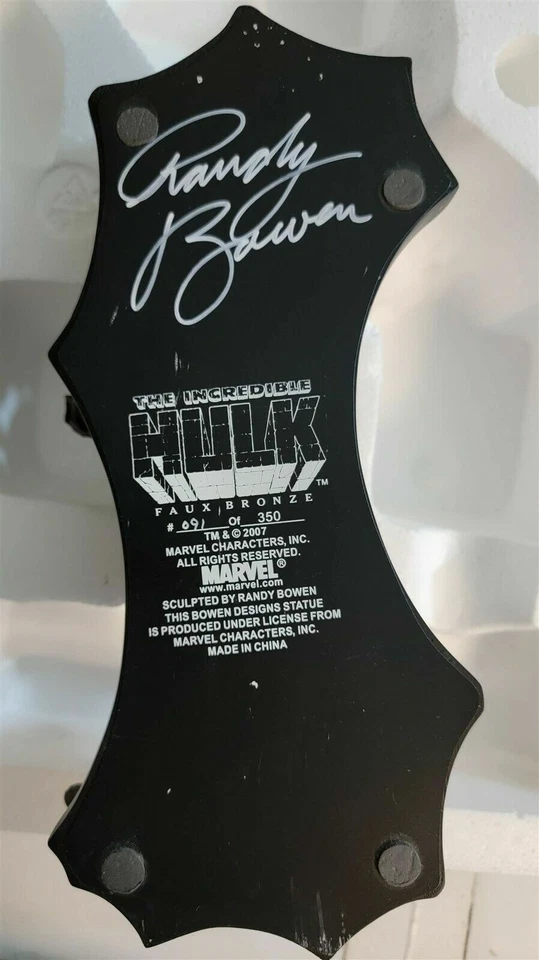 Randy
Bowen
THE INCREDIBLE
HULK™
FAUX BRONZE
# 091 OF 350
TM & © 2007
MARVEL CHARACTERS, INC.
ALL RIGHTS RESERVED.
MARVEL®
www.marvel.com
SCULPTED BY RANDY BOWEN
THIS BOWEN DESIGNS STATUE
IS PRODUCED UNDER LICENSE FROM
MARVEL CHARACTERS, INC.
MADE IN CHINA